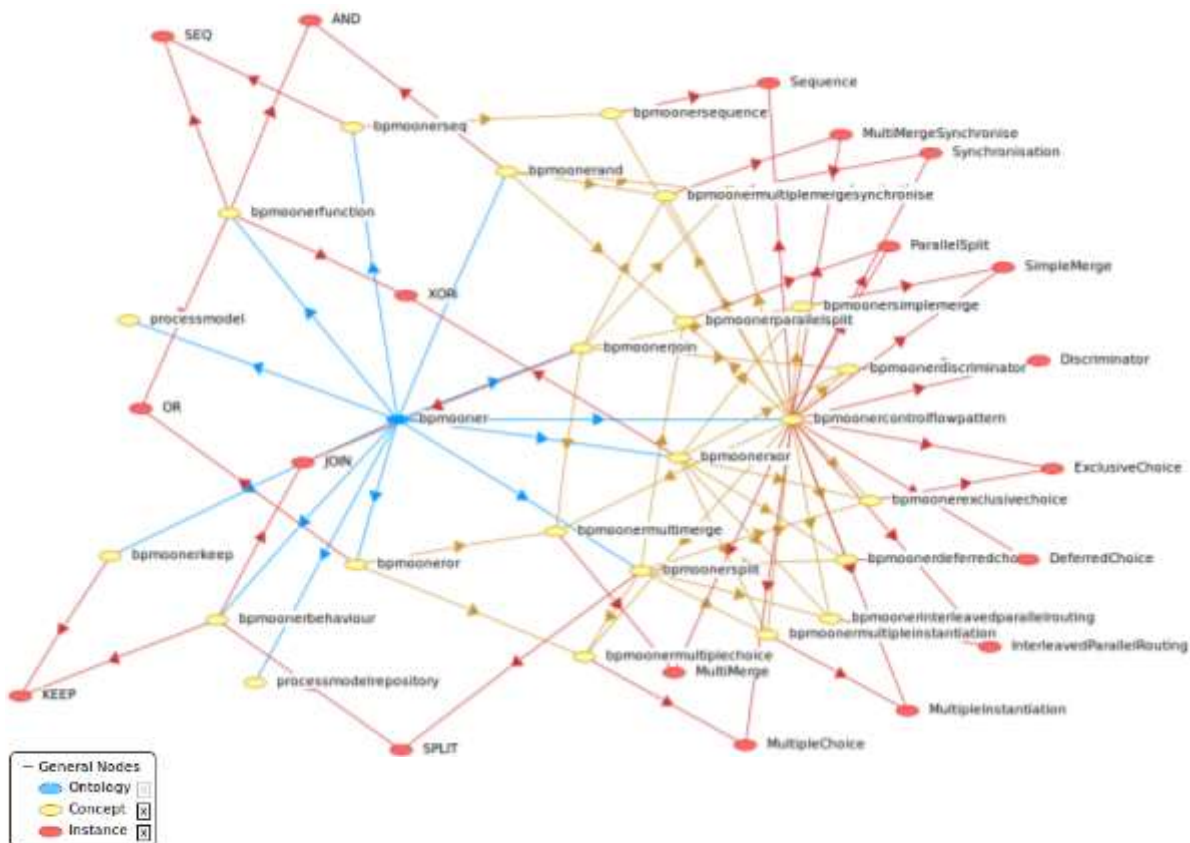 AND
SEQ
Sequence
bpmoonersequence
bpmoonerseq
MultiMergeSynchronise
Synchronisation
bpmoonerand
bpmoonermultiplemergesynchronise
bpmoonerfunction
ParallelSplit
SimpleMerge
XOR
bpmoonersimplemerge
processmodel
bpmoonerparallelsplit
bpmoonerjoin
Discriminator
bpmoonerdiscriminator
OR
bpmooner
bpmoonercontrolflowpattern
bpmoonerxor
JOIN
ExclusiveChoice
bpmoonerexclusivechoice
bpmoonermultimerge
bpmoonerkeep
bpmooneror
bpmoonersplit
bpmoonerdeferredcho
DeferredChoice
bpmoonerbehaviour
bpmoonerinterleavedparallelrouting
bpmoonermultipleinstantiation
InterleavedParallelRouting
bpmoonermultiplechoice
MultiMerge
processmodelrepository
KEEP
MultipleInstantiation
SPLIT
MultipleChoice
− General Nodes
Ontology
Concept x
Instance x